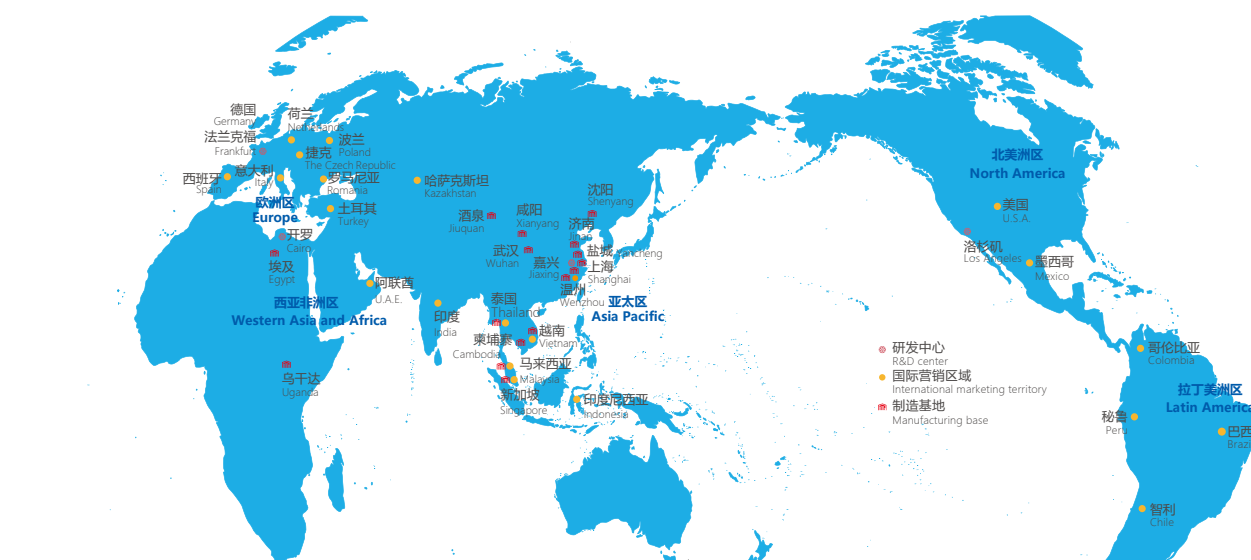 德国
Germany
荷兰
Netherlands
法兰克福
Frankfurt
波兰
Poland
捷克
The Czech Republic
西班牙
Spain
意大利
Italy
罗马尼亚
Romania
哈萨克斯坦
Kazakhstan
欧洲区
Europe
土耳其
Turkey
开罗
Cairo
埃及
Egypt
阿联酋
U.A.E.
西亚非洲区
Western Asia and Africa
乌干达
Uganda
沈阳
Shenyang
酒泉
Jiuquan
咸阳
Xianyang
济南
Jinan
武汉
Wuhan
盐城 Yancheng
嘉兴
Jiaxing
上海
Shanghai
温州
Wenzhou
亚太区
Asia Pacific
泰国
Thailand
印度
India
越南
Vietnam
柬埔寨
Cambodia
马来西亚
Malaysia
新加坡
Singapore
印度尼西亚
Indonesia
北美洲区
North America
美国
U.S.A.
洛杉矶
Los Angeles
墨西哥
Mexico
研发中心
R&D center
国际营销区域
International marketing territory
制造基地
Manufacturing base
哥伦比亚
Colombia
拉丁美洲区
Latin America
秘鲁
Peru
巴西
Brazil
智利
Chile